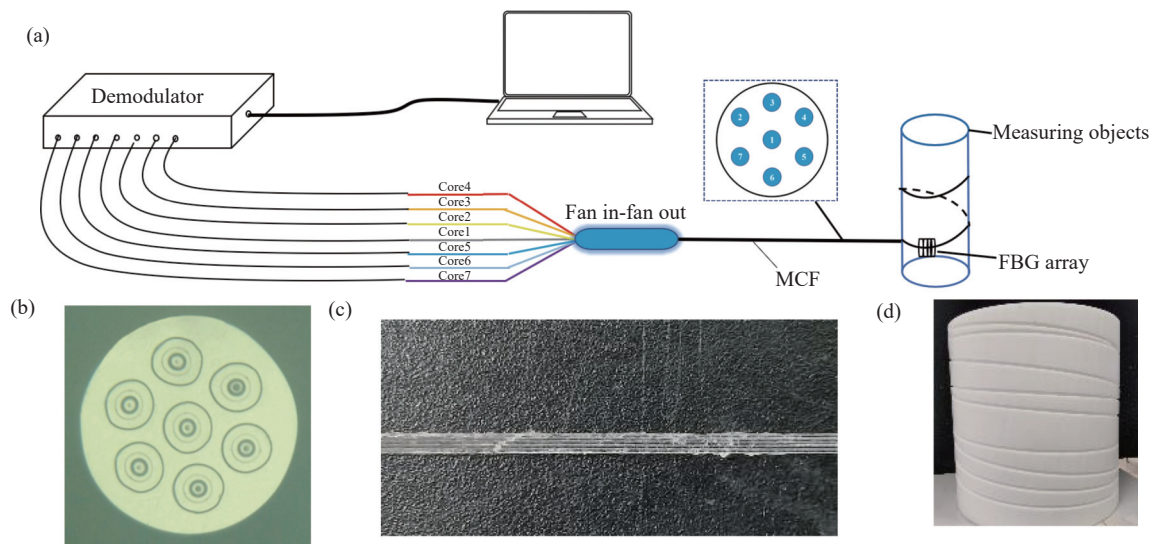 (a)
Demodulator
3
2
4
1
7
5
6
Measuring objects
Core4
Core3
Core2
Core1
Core5
Core6
Core7
Fan in-fan out
MCF
FBG array
(b)
(c)
(d)